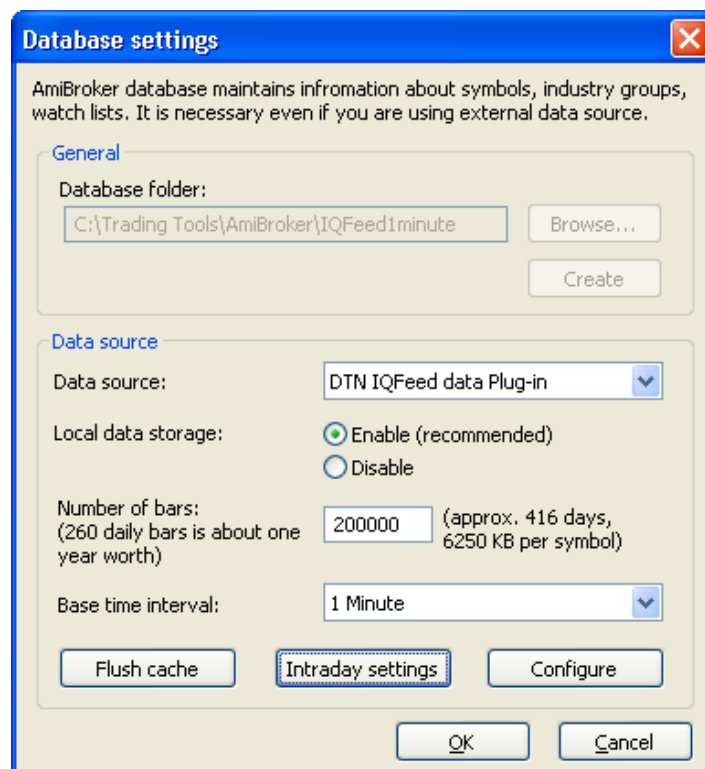 Database settings
AmiBroker database maintains infromation about symbols, industry groups,
watch lists. It is necessary even if you are using external data source.
General
Database folder:
C:\Trading Tools\AmiBroker\IQFeed1minute
Browse...
Create
Data source
Data source:
DTN IQFeed data Plug-in
Local data storage:
Enable (recommended)
Disable
Number of bars:
(260 daily bars is about one
year worth)
200000
(approx. 416 days,
6250 KB per symbol)
Base time interval:
1 Minute
Flush cache
Intraday settings
Configure
OK
Cancel